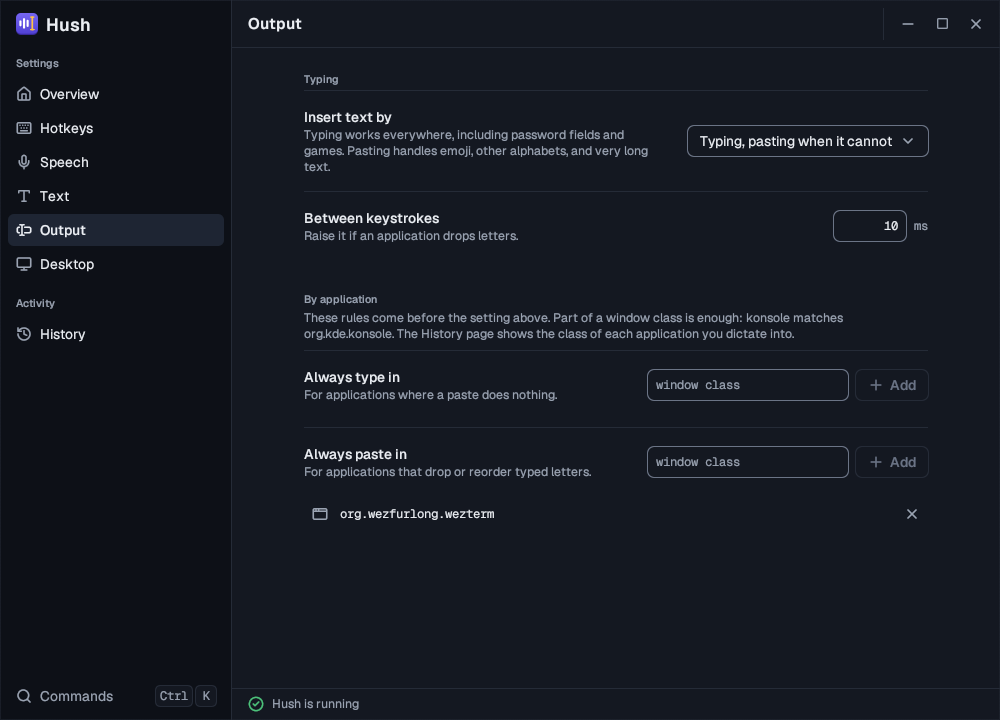 Hush
Settings
Overview
Hotkeys
Speech
Text
Output
Desktop
Activity
History
Commands
Ctrl K
Output
Typing
Insert text by
Typing works everywhere, including password fields and
games. Pasting handles emoji, other alphabets, and very long
text.
Typing, pasting when it cannot
Between keystrokes
Raise it if an application drops letters.
10 ms
By application
These rules come before the setting above. Part of a window class is enough: konsole matches
org.kde.konsole. The History page shows the class of each application you dictate into.
Always type in
For applications where a paste does nothing.
window class
Add
Always paste in
For applications that drop or reorder typed letters.
window class
Add
org.wezfurlong.wezterm
Hush is running